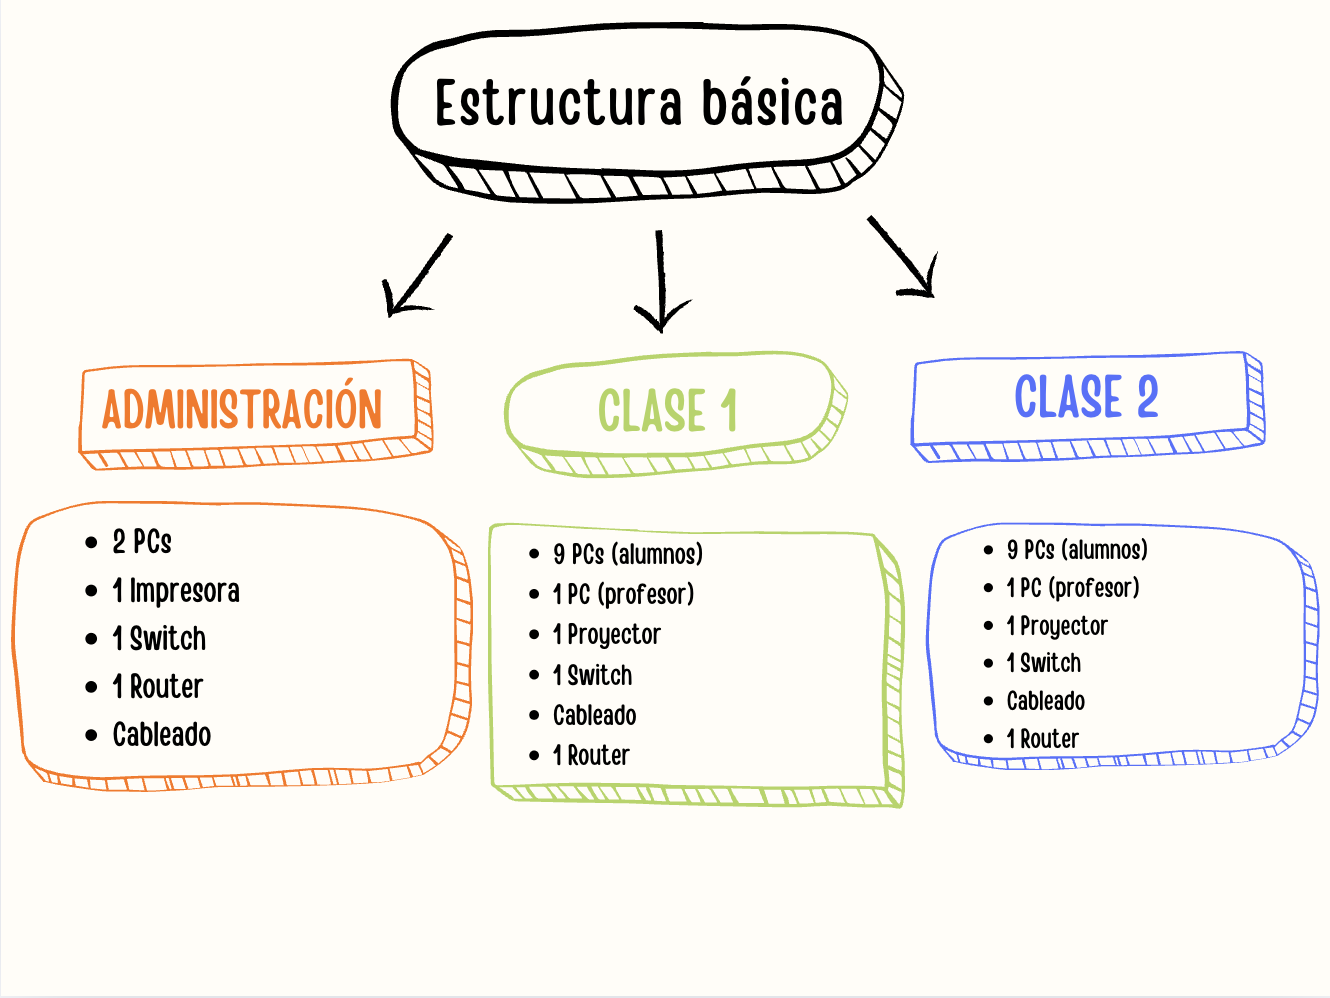 Estructura básica
ADMINISTRACIÓN
2 PCs
1 Impresora
1 Switch
1 Router
Cableado
CLASE 1
9 PCs (alumnos)
1 PC (profesor)
1 Proyector
1 Switch
Cableado
1 Router
CLASE 2
9 PCs (alumnos)
1 PC (profesor)
1 Proyector
1 Switch
Cableado
1 Router